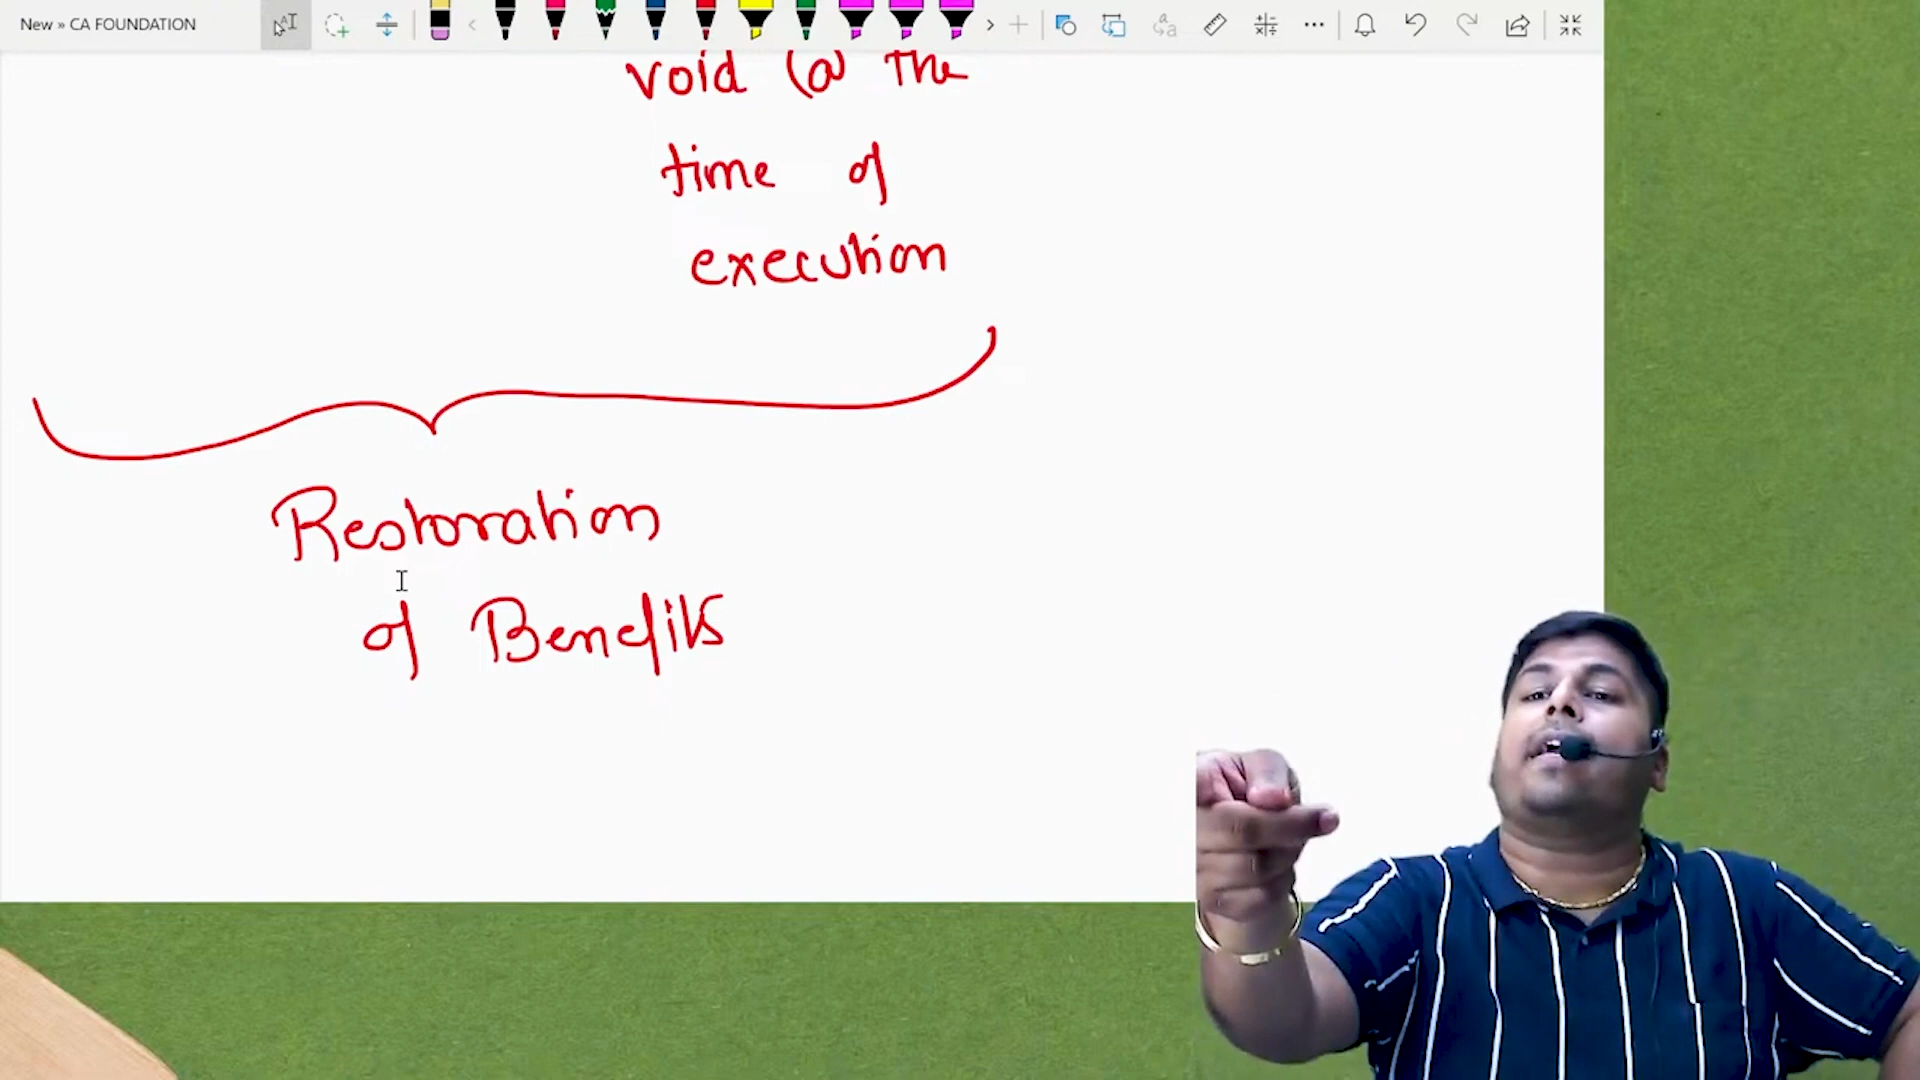 New » CA FOUNDATION
void @ the
time of
execution
Restoration
of Benefits